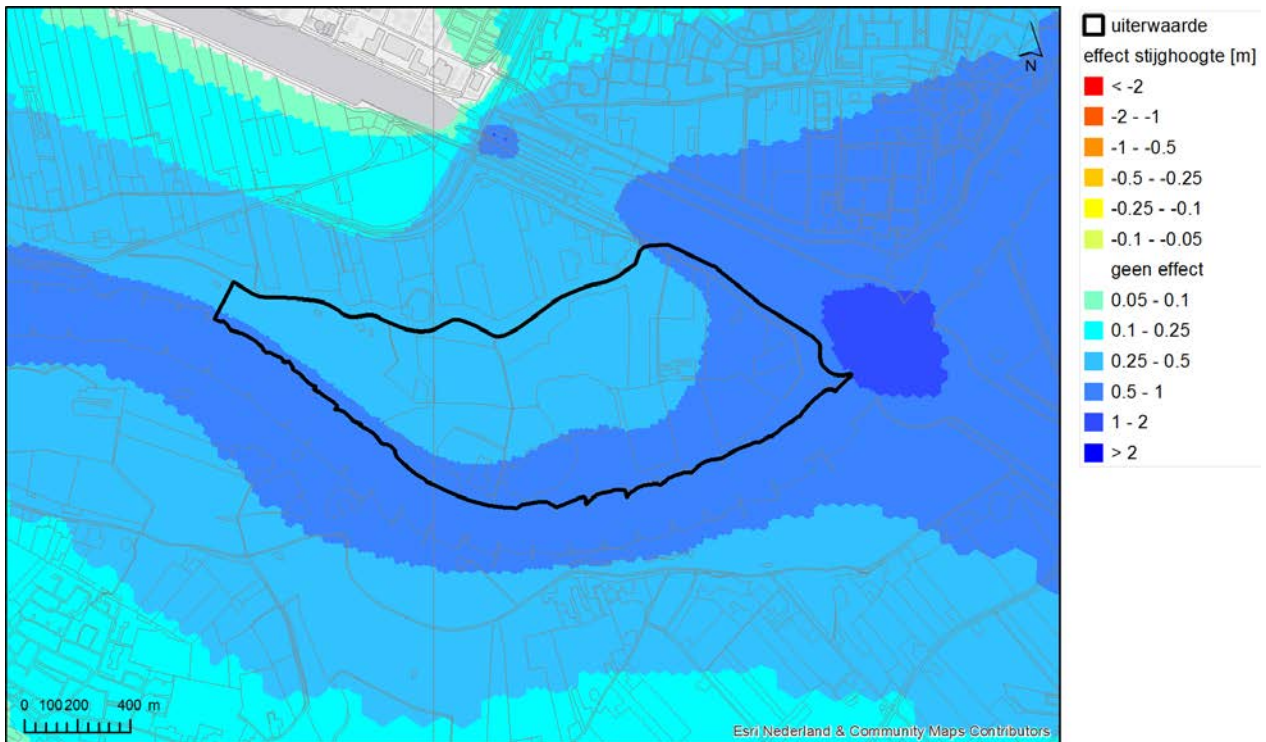 N
0 100 200 400 m
Esri Nederland & Community Maps Contributors
uiterwaarde
effect stijghoogte [m]
< -2
-2 - -1
-1 - -0.5
-0.5 - -0.25
-0.25 - -0.1
-0.1 - -0.05
geen effect
0.05 - 0.1
0.1 - 0.25
0.25 - 0.5
0.5 - 1
1 - 2
> 2